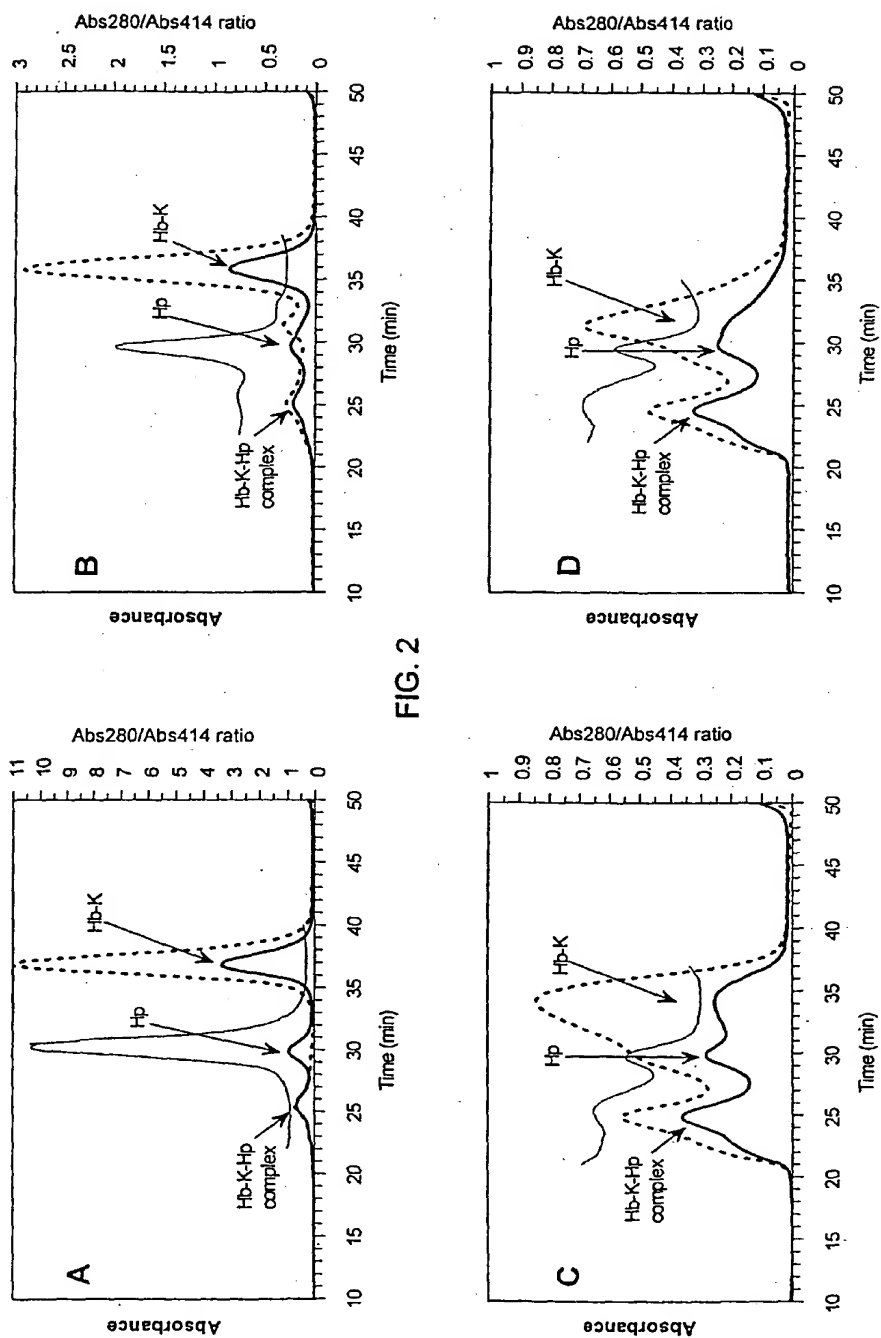 A
Absorbance
11
10
9
8
7
6
5
4
3
2
1
0
Abs280/Abs414 ratio
Hb-K-Hp
complex
Hp
Hb-K
10
15
20
25
30
35
40
45
50
Time (min)
B
Absorbance
3
2.5
2
1.5
1
0.5
0
Abs280/Abs414 ratio
Hb-K-Hp
complex
Hp
Hb-K
10
15
20
25
30
35
40
45
50
Time (min)
FIG. 2
C
Absorbance
1
0.9
0.8
0.7
0.6
0.5
0.4
0.3
0.2
0.1
0
Abs280/Abs414 ratio
Hb-K-Hp
complex
Hp
Hb-K
10
15
20
25
30
35
40
45
50
Time (min)
D
Absorbance
1
0.9
0.8
0.7
0.6
0.5
0.4
0.3
0.2
0.1
0
Abs280/Abs414 ratio
Hb-K-Hp
complex
Hp
Hb-K
10
15
20
25
30
35
40
45
50
Time (min)